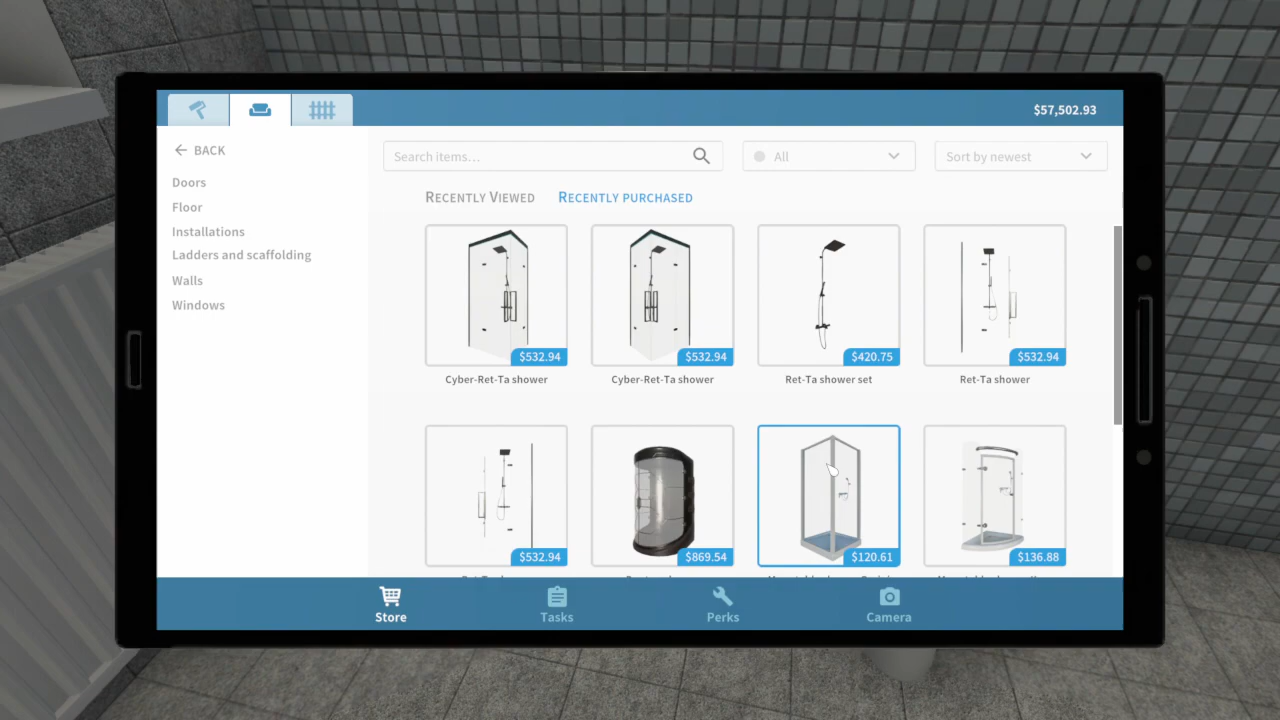 $57,502.93
BACK
Doors
Floor
Installations
Ladders and scaffolding
Walls
Windows
Search items...
All
Sort by newest
RECENTLY VIEWED
RECENTLY PURCHASED
$532.94
$532.94
$420.75
$532.94
Cyber-Ret-Ta shower
Cyber-Ret-Ta shower
Ret-Ta shower set
Ret-Ta shower
$532.94
$869.54
$120.61
$136.88
Store
Tasks
Perks
Camera